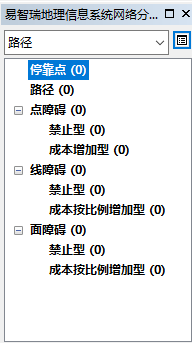 易智瑞地理信息系统网络分...
路径
停靠点 (0)
路径 (0)
点障碍 (0)
禁止型 (0)
成本增加型 (0)
线障碍 (0)
禁止型 (0)
成本按比例增加型 (0)
面障碍 (0)
禁止型 (0)
成本按比例增加型 (0)